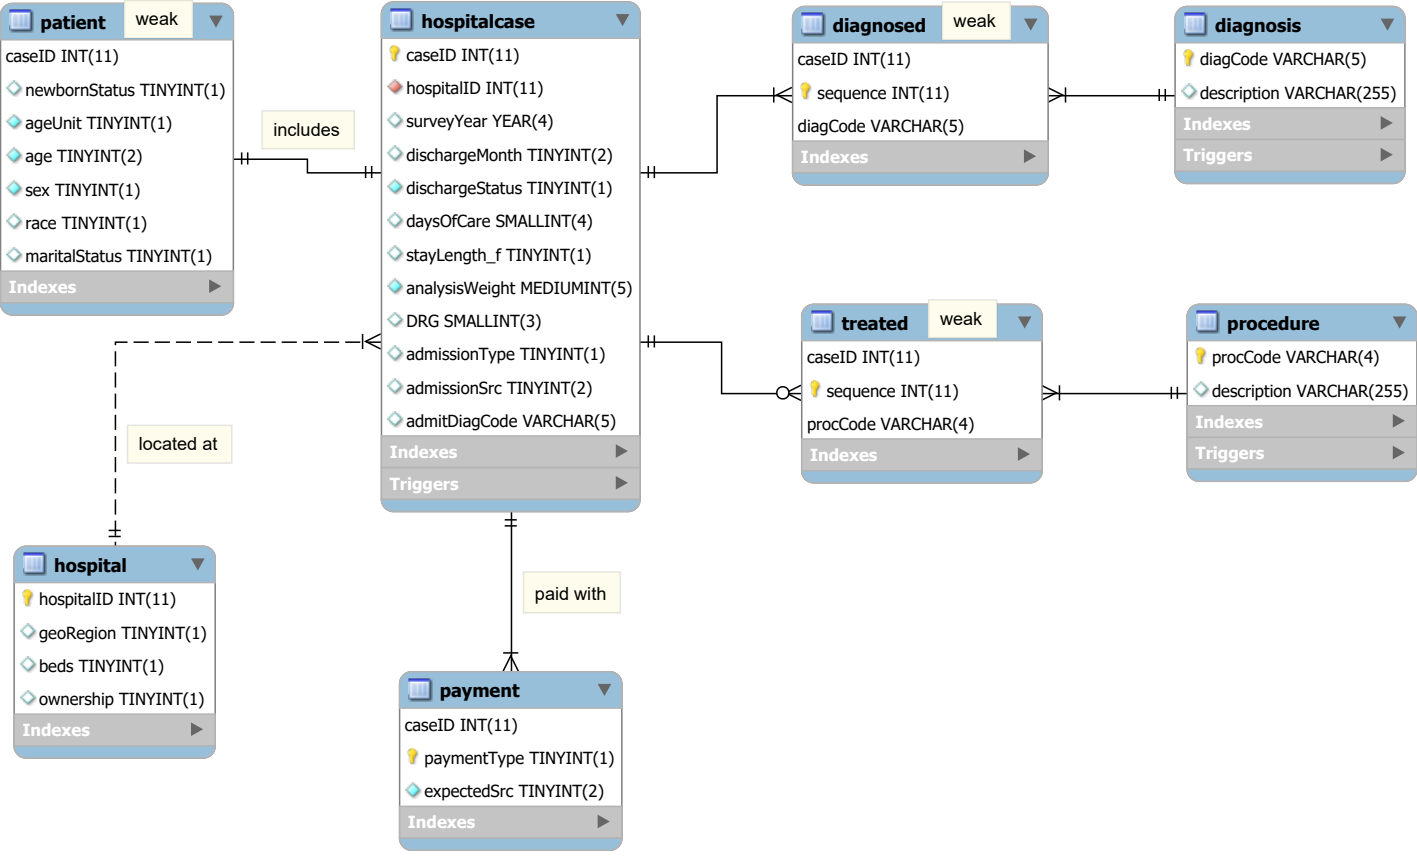 patient
weak
caseID INT(11)
newbornStatus TINYINT(1)
ageUnit TINYINT(1)
age TINYINT(2)
sex TINYINT(1)
race TINYINT(1)
maritalStatus TINYINT(1)
Indexes
includes
hospitalcase
caseID INT(11)
hospitalID INT(11)
surveyYear YEAR(4)
dischargeMonth TINYINT(2)
dischargeStatus TINYINT(1)
daysOfCare SMALLINT(4)
stayLength_f TINYINT(1)
analysisWeight MEDIUMINT(5)
DRG SMALLINT(3)
admissionType TINYINT(1)
admissionSrc TINYINT(2)
admitDiagCode VARCHAR(5)
Indexes
Triggers
diagnosed
weak
caseID INT(11)
sequence INT(11)
diagCode VARCHAR(5)
Indexes
diagnosis
diagCode VARCHAR(5)
description VARCHAR(255)
Indexes
Triggers
treated
weak
caseID INT(11)
sequence INT(11)
procCode VARCHAR(4)
Indexes
procedure
procCode VARCHAR(4)
description VARCHAR(255)
Indexes
Triggers
located at
hospital
hospitalID INT(11)
geoRegion TINYINT(1)
beds TINYINT(1)
ownership TINYINT(1)
Indexes
paid with
payment
caseID INT(11)
paymentType TINYINT(1)
expectedSrc TINYINT(2)
Indexes